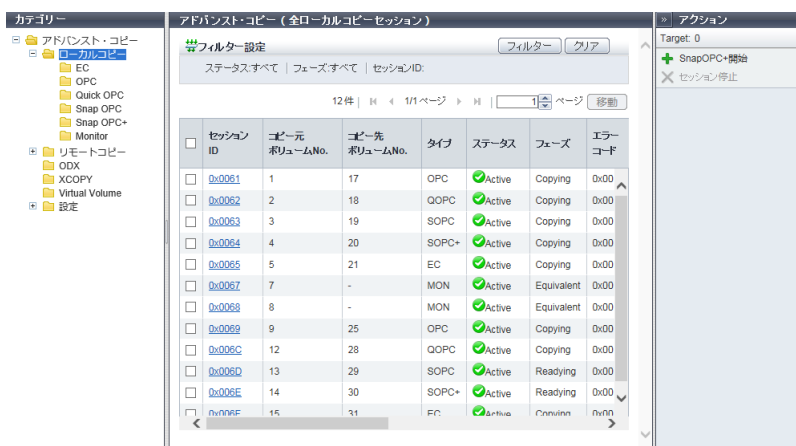 カテゴリー
アドバンスト・コピー
ローカルコピー
EC
OPC
Quick OPC
Snap OPC
Snap OPC+
Monitor
リモートコピー
ODX
XCOPY
Virtual Volume
設定
アドバンスト・コピー ( 全ローカルコピーセッション )
フィルター設定
フィルター クリア
ステータス:すべて | フェーズ:すべて | セッションID:
12件 | 1/1 ページ | 1 ページ 移動
セッションID コピー元ボリュームNo. コピー先ボリュームNo. タイプ ステータス フェーズ エラーコード
0x0061 1 17 OPC Active Copying 0x00
0x0062 2 18 QOPC Active Copying 0x00
0x0063 3 19 SOPC Active Copying 0x00
0x0064 4 20 SOPC+ Active Copying 0x00
0x0065 5 21 EC Active Copying 0x00
0x0067 7 - MON Active Equivalent 0x00
0x0068 8 - MON Active Equivalent 0x00
0x0069 9 25 OPC Active Copying 0x00
0x006C 12 28 QOPC Active Copying 0x00
0x006D 13 29 SOPC Active Readying 0x00
0x006E 14 30 SOPC+ Active Readying 0x00
0x006F 15 31 EC Active Copying 0x00
» アクション
Target: 0
SnapOPC+開始
セッション停止